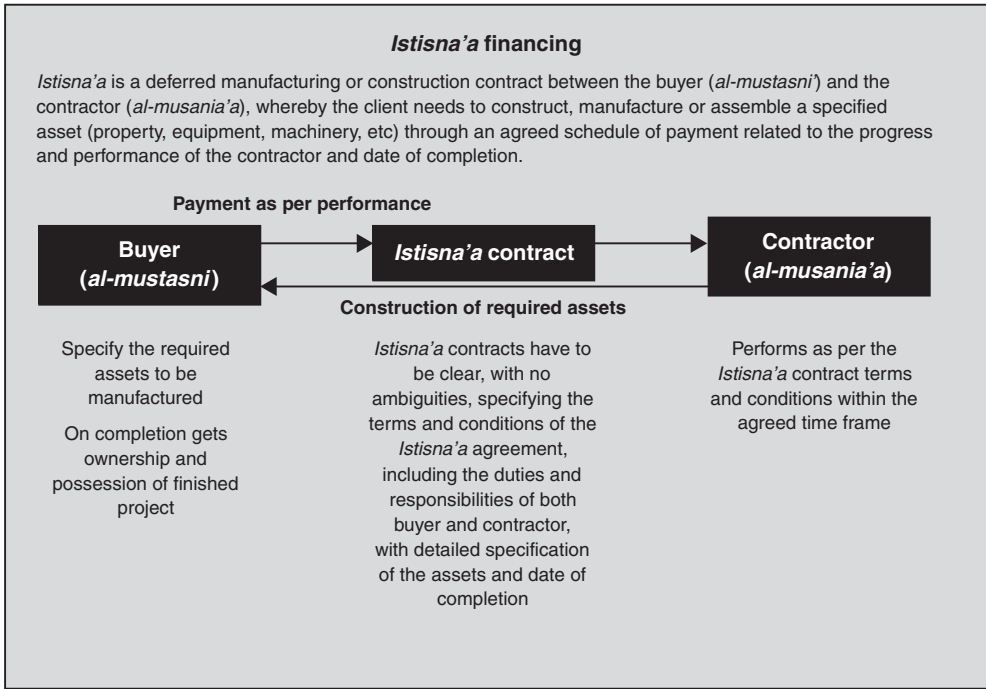 Istisna’a financing
Istisna’a is a deferred manufacturing or construction contract between the buyer (al-mustasni’) and the
contractor (al-musania’a), whereby the client needs to construct, manufacture or assemble a specified
asset (property, equipment, machinery, etc) through an agreed schedule of payment related to the progress
and performance of the contractor and date of completion.
Payment as per performance
Buyer
(al-mustasni)
Istisna’a contract
Contractor
(al-musania’a)
Construction of required assets
Specify the required
assets to be
manufactured
On completion gets
ownership and
possession of finished
project
Istisna’a contracts have to
be clear, with no
ambiguities, specifying the
terms and conditions of the
Istisna’a agreement,
including the duties and
responsibilities of both
buyer and contractor,
with detailed specification
of the assets and date of
completion
Performs as per the
Istisna’a contract terms
and conditions within the
agreed time frame